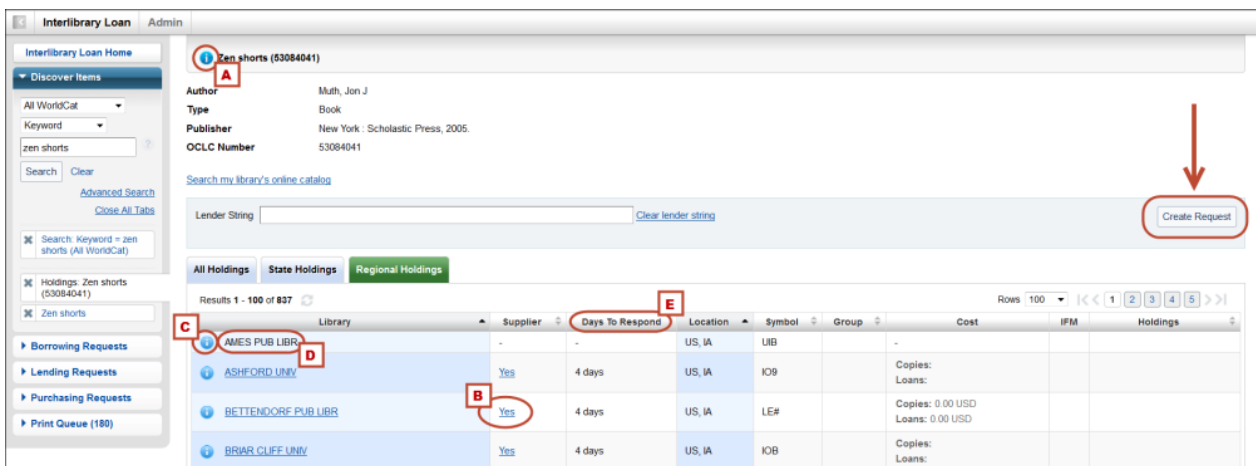 Interlibrary Loan Admin
Interlibrary Loan Home
Discover Items
All WorldCat
Keyword
zen shorts
?
Search Clear
Advanced Search
Close All Tabs
Search: Keyword = zen
shorts (All WorldCat)
Holdings: Zen shorts
(53084041)
Zen shorts
Borrowing Requests
Lending Requests
Purchasing Requests
Print Queue (180)
Zen shorts (53084041)
A
Author Muth, Jon J
Type Book
Publisher New York : Scholastic Press, 2005.
OCLC Number 53084041
Search my library's online catalog
Lender String Clear lender string Create Request
All Holdings State Holdings Regional Holdings
Results 1 - 100 of 837 E Rows 100 |<< 1 2 3 4 5 >>|
C Library Supplier Days To Respond Location Symbol Group Cost IFM Holdings
AMES PUB LIBR - - US, IA UIB -
D
ASHFORD UNIV Yes 4 days US, IA IO9 Copies:
Loans:
B
BETTENDORF PUB LIBR Yes 4 days US, IA LE# Copies: 0.00 USD
Loans: 0.00 USD
BRIAR CLIFF UNIV Yes 4 days US, IA IOB Copies:
Loans: